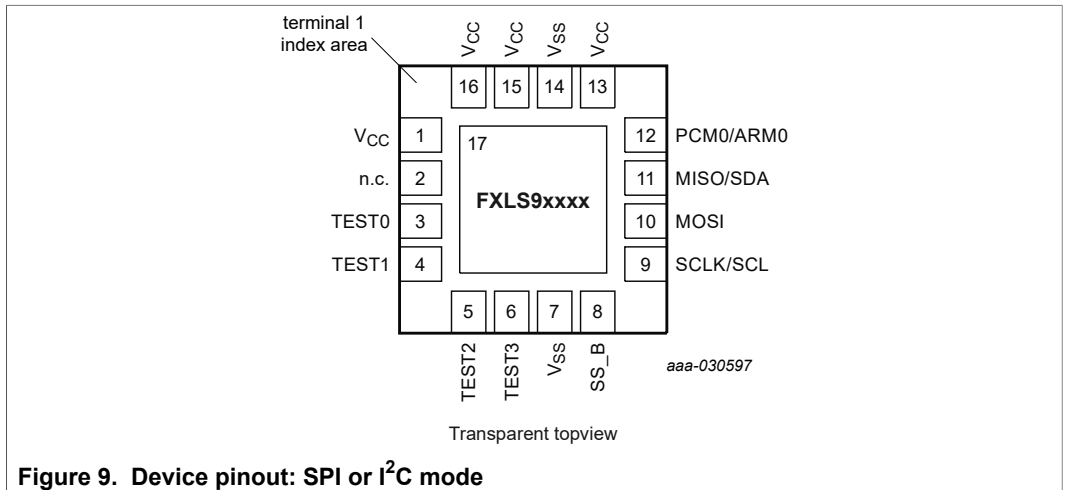 terminal 1
index area
VCC
VCC
VSS
VCC
16
15
14
13
VCC
1
n.c.
2
TEST0
3
TEST1
4
17
FXLS9xxxx
12
PCM0/ARM0
11
MISO/SDA
10
MOSI
9
SCLK/SCL
5
6
7
8
TEST2
TEST3
VSS
SS_B
aaa-030597
Transparent topview
Figure 9. Device pinout: SPI or I2C mode